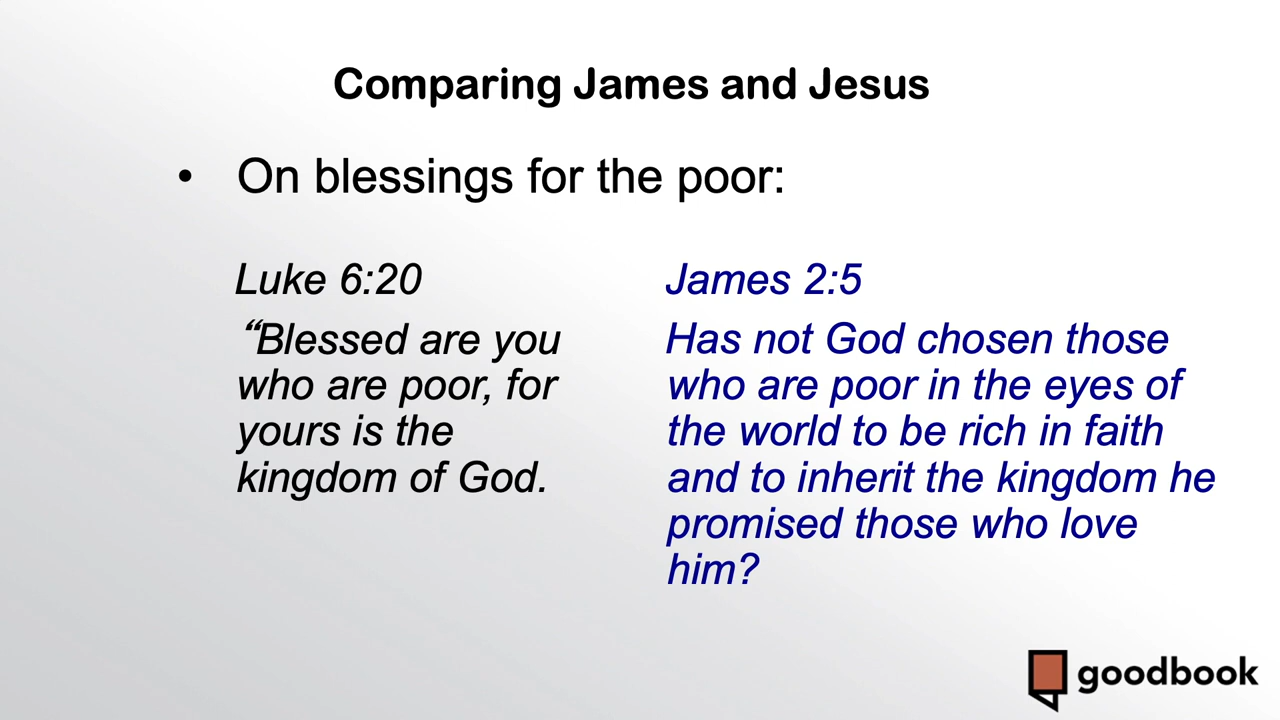 Comparing James and Jesus
• On blessings for the poor:
Luke 6:20
“Blessed are you
who are poor, for
yours is the
kingdom of God.
James 2:5
Has not God chosen those
who are poor in the eyes of
the world to be rich in faith
and to inherit the kingdom he
promised those who love
him?
goodbook